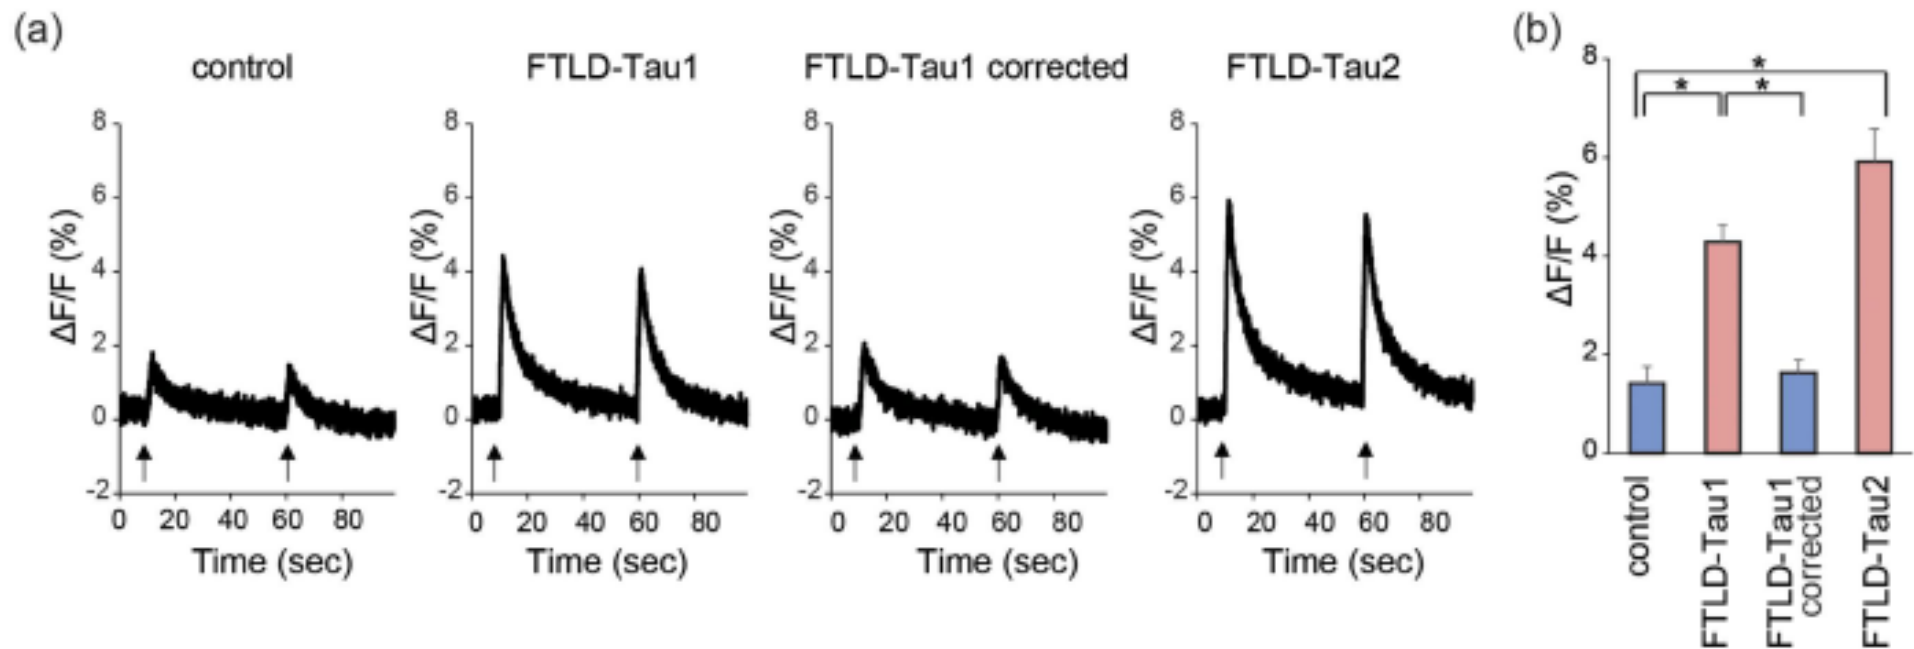 (a)
control
FTLD-Tau1
FTLD-Tau1 corrected
FTLD-Tau2
ΔF/F (%)
8
6
4
2
0
-2
0 20 40 60 80
Time (sec)
ΔF/F (%)
8
6
4
2
0
-2
0 20 40 60 80
Time (sec)
ΔF/F (%)
8
6
4
2
0
-2
0 20 40 60 80
Time (sec)
ΔF/F (%)
8
6
4
2
0
-2
0 20 40 60 80
Time (sec)
(b)
ΔF/F (%)
8
6
4
2
0
*
* *
control
FTLD-Tau1
FTLD-Tau1
corrected
FTLD-Tau2